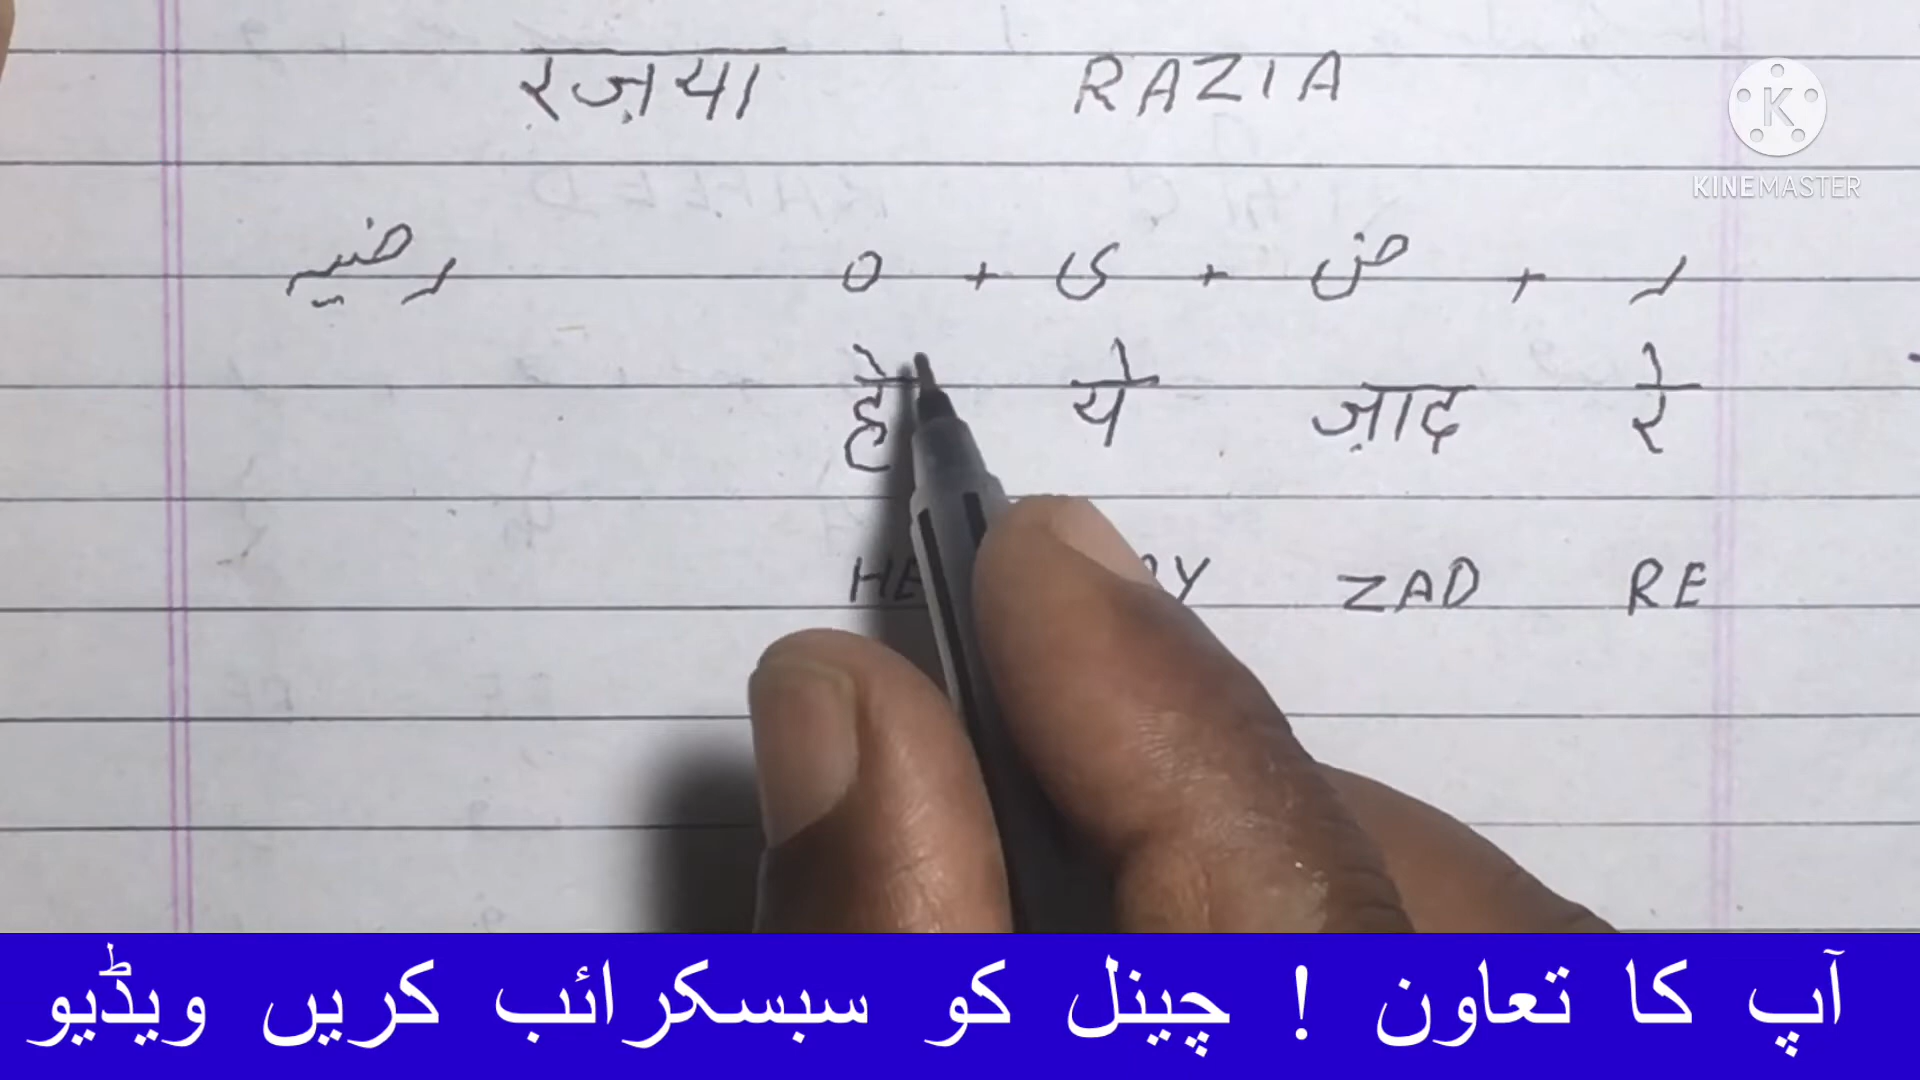 रज़या RAZIA
KINEMASTER
ر + ض + ی + ہ رضیہ
हे ये ज़ाद रे
HE ZAD RE
آپ کا تعاون ! چینل کو سبسکرائب کریں ویڈیو